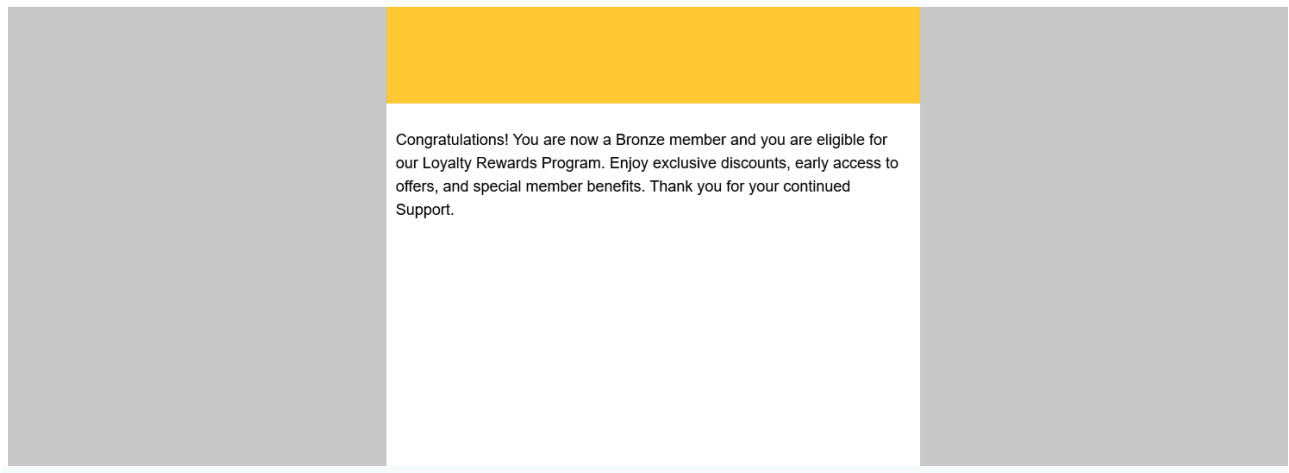 Congratulations! You are now a Bronze member and you are eligible for
our Loyalty Rewards Program. Enjoy exclusive discounts, early access to
offers, and special member benefits. Thank you for your continued
Support.